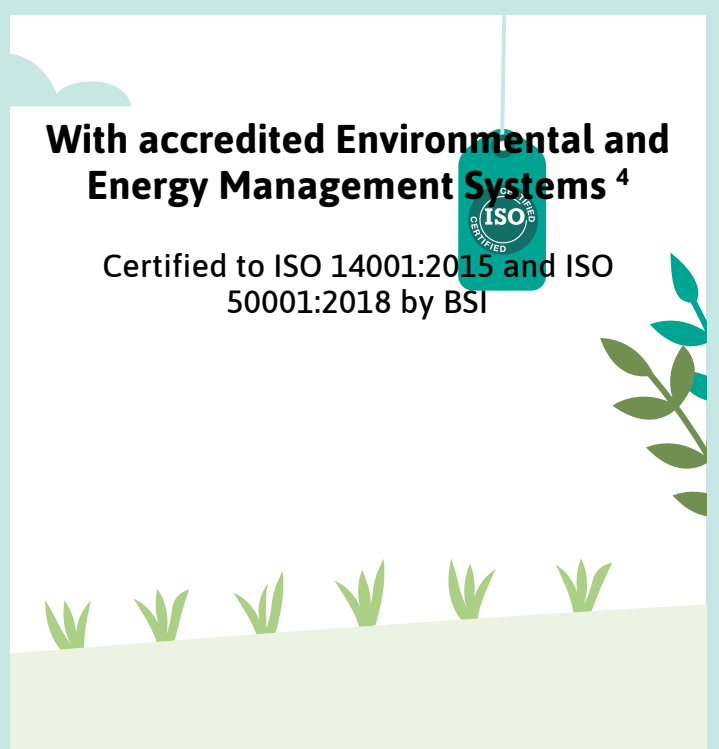 With accredited Environmental and
Energy Management Systems ⁴
CERTIFIED
ISO
CERTIFIED
Certified to ISO 14001:2015 and ISO
50001:2018 by BSI